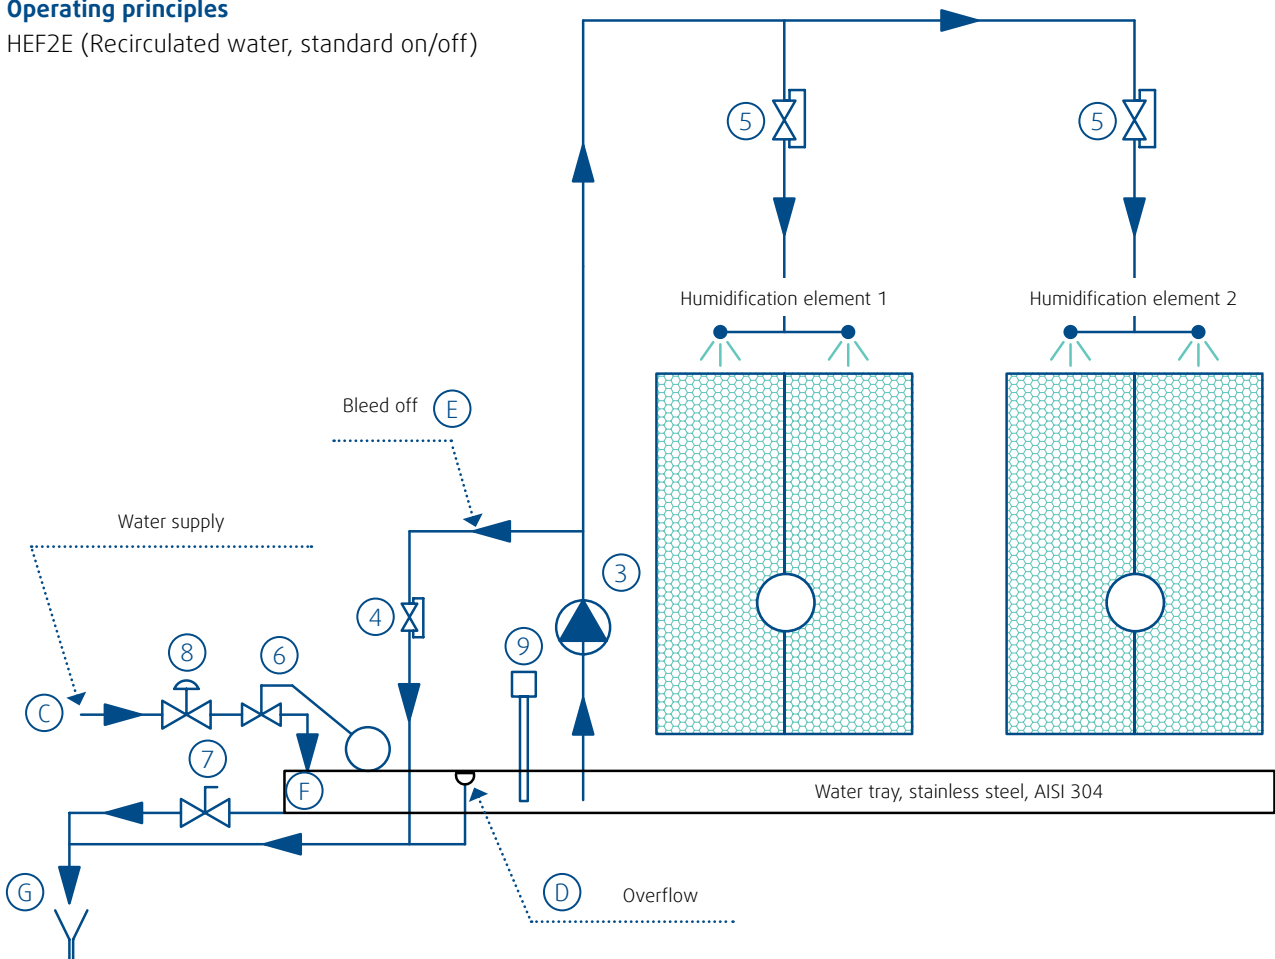 Operating principles
HEF2E (Recirculated water, standard on/off)
5
5
Humidification element 1
Humidification element 2
Bleed off
E
Water supply
3
4
9
8
6
C
7
F
Water tray, stainless steel, AISI 304
G
D
Overflow